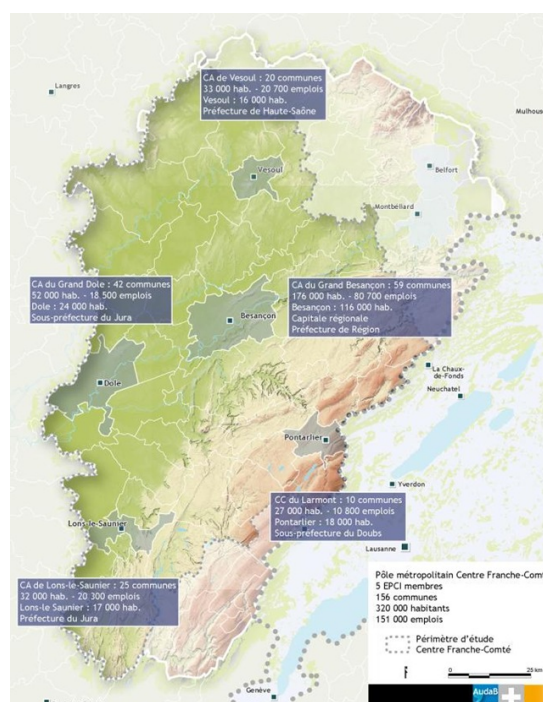 CA de Vesoul : 20 communes
33 000 hab. - 20 700 emplois
Vesoul : 16 000 hab.
Préfecture de Haute-Saône
Langres
Mulhous
Vesoul
Belfort
Montbéliard
CA du Grand Dole : 42 communes
52 000 hab. - 18 500 emplois
Dole : 24 000 hab.
Sous-préfecture du Jura
CA du Grand Besançon : 59 communes
176 000 hab. - 80 700 emplois
Besançon : 116 000 hab.
Capitale régionale
Préfecture de Région
Besançon
La Chaux-
de-Fonds
Neuchatel
Dole
Pontarlier
Yverdon
CC du Larmont : 10 communes
27 000 hab. - 10 800 emplois
Pontarlier : 18 000 hab.
Sous-préfecture du Doubs
Lons-le-Saunier
Lausanne
CA de Lons-le-Saunier : 25 communes
32 000 hab. - 20 300 emplois
Lons-le Saunier : 17 000 hab.
Préfecture du Jura
Pôle métropolitain Centre Franche-Comt
5 EPCI membres
156 communes
320 000 habitants
151 000 emplois
Périmètre d'étude
Centre Franche-Comté
0 25 km
Genève
AudaB